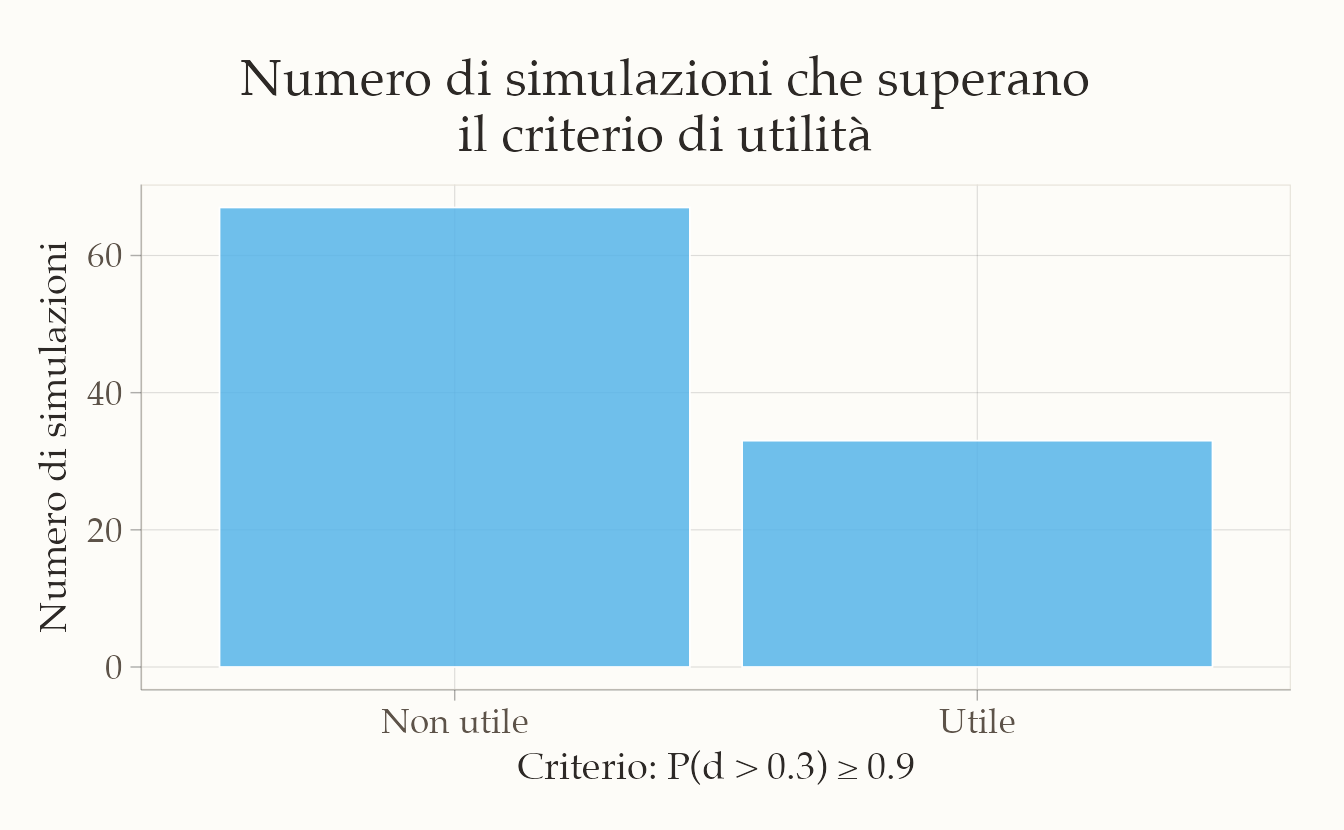 Numero di simulazioni che superano
il criterio di utilità
Numero di simulazioni
60
40
20
0
Non utile
Utile
Criterio: P(d > 0.3) ≥ 0.9